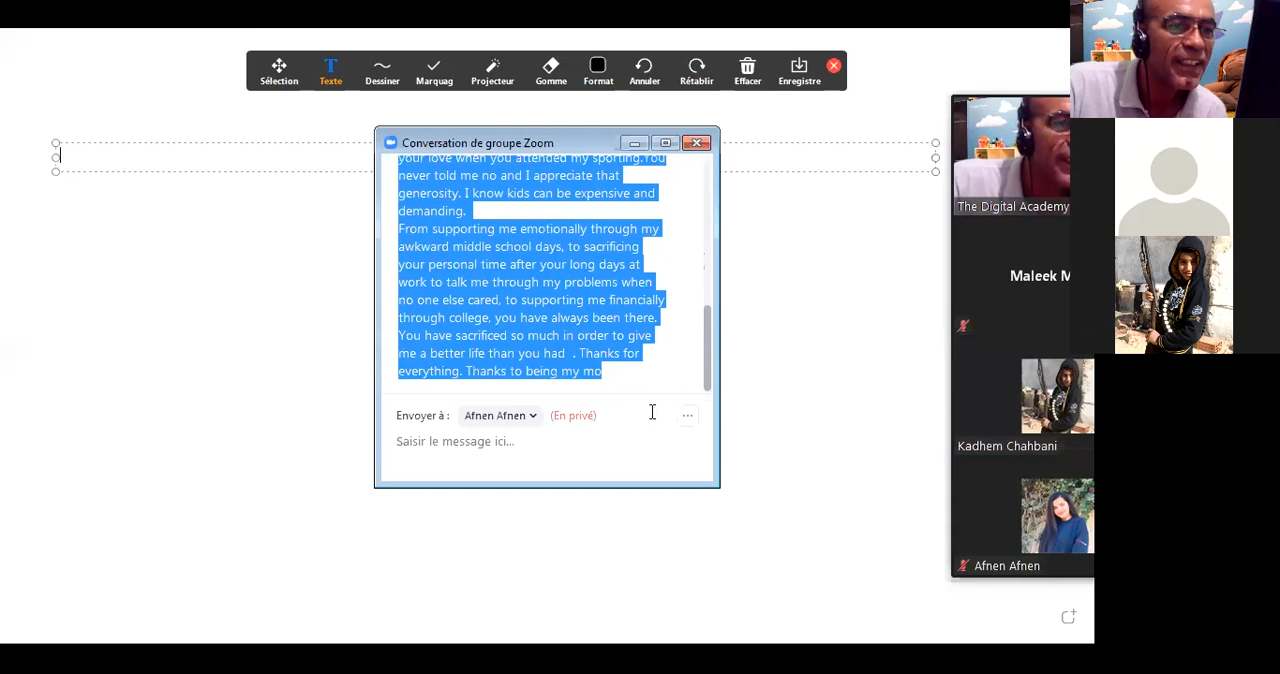 Sélection
Texte
Dessiner
Marquag
Projecteur
Gomme
Format
Annuler
Rétablir
Effacer
Enregistre
Conversation de groupe Zoom
your love when you attended my sporting.You
never told me no and I appreciate that
generosity. I know kids can be expensive and
demanding.
From supporting me emotionally through my
awkward middle school days, to sacrificing
your personal time after your long days at
work to talk me through my problems when
no one else cared, to supporting me financially
through college, you have always been there.
You have sacrificed so much in order to give
me a better life than you had . Thanks for
everything. Thanks to being my mo
Envoyer à : Afnen Afnen (En privé)
Saisir le message ici...
The Digital Academy
Maleek M
Kadhem Chahbani
Afnen Afnen